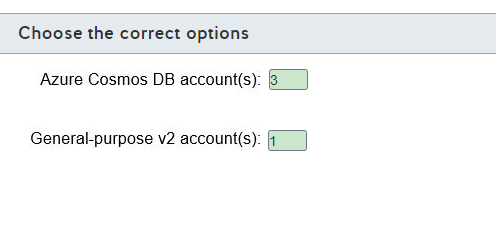 Choose the correct options
Azure Cosmos DB account(s): 3
General-purpose v2 account(s): 1